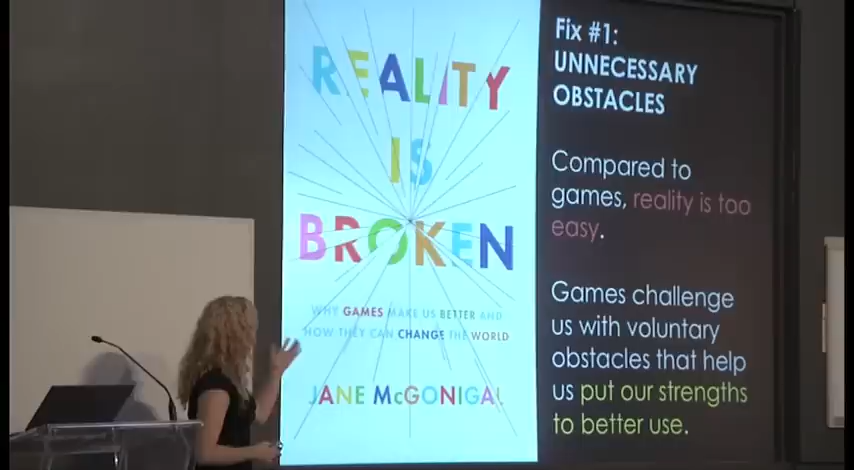 REALITY
IS
BROKEN
WHY GAMES MAKE US BETTER AND
HOW THEY CAN CHANGE THE WORLD
JANE McGONIGAL
Fix #1:
UNNECESSARY
OBSTACLES
Compared to
games, reality is too
easy.
Games challenge
us with voluntary
obstacles that help
us put our strengths
to better use.